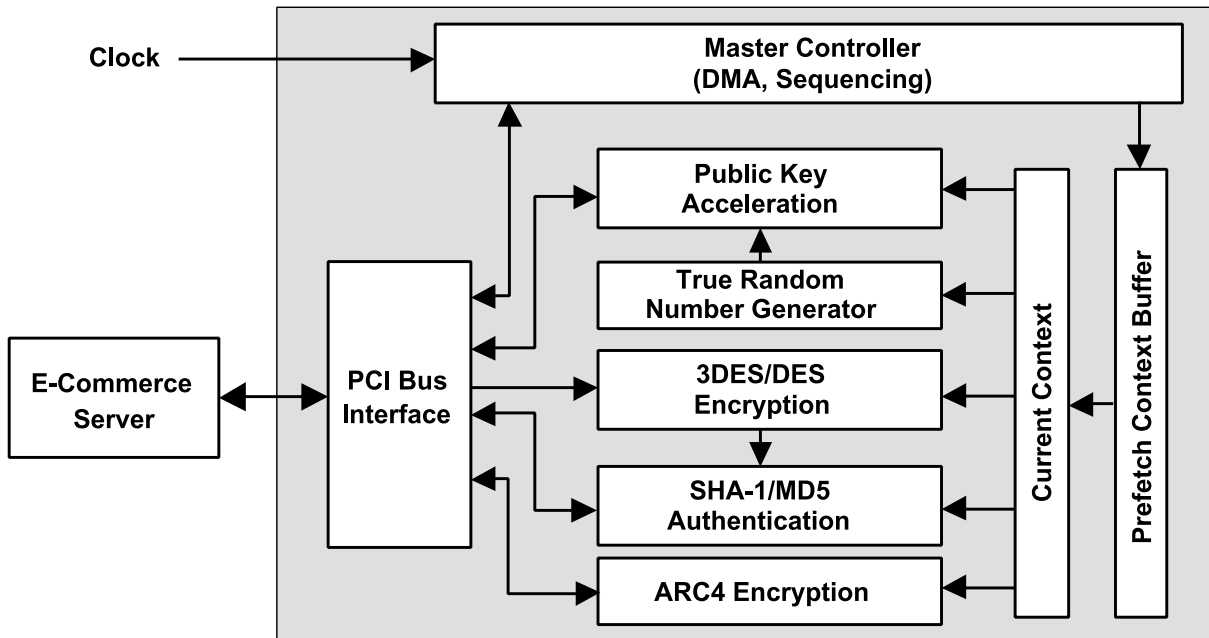 Clock
Master Controller
(DMA, Sequencing)
Public Key
Acceleration
True Random
Number Generator
E-Commerce
Server
PCI Bus
Interface
3DES/DES
Encryption
SHA-1/MD5
Authentication
ARC4 Encryption
Current Context
Prefetch Context Buffer